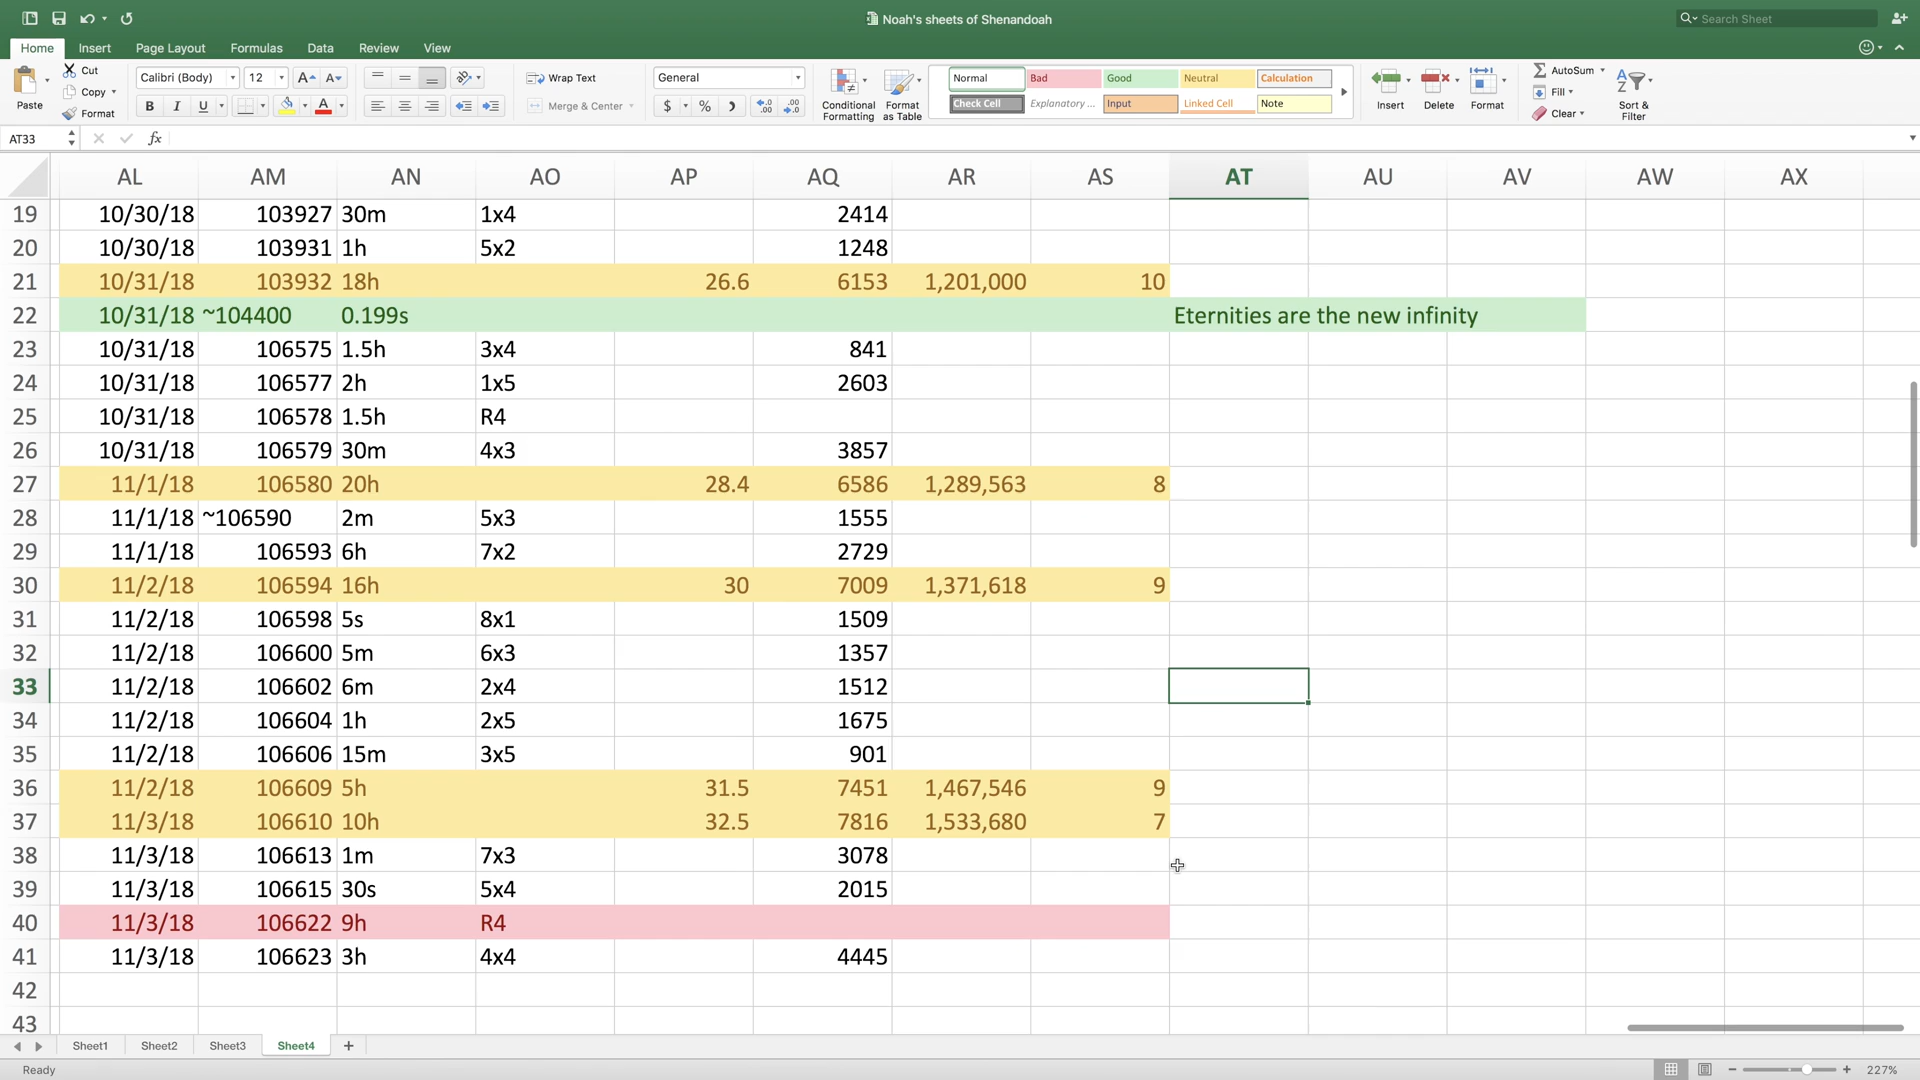 Noah's sheets of Shenandoah
Search Sheet
Home Insert Page Layout Formulas Data Review View
Paste
Cut
Copy
Format
Calibri (Body) 12 A A
B I U A
Wrap Text
Merge & Center
General
$ % )
.0 .00
.00 .0
Conditional Formatting
Format as Table
Normal Bad Good Neutral Calculation
Check Cell Explanatory ... Input Linked Cell Note
Insert Delete Format
AutoSum
Fill
Clear
Sort & Filter
AT33 fx
AL AM AN AO AP AQ AR AS AT AU AV AW AX
19 10/30/18 103927 30m 1x4 2414
20 10/30/18 103931 1h 5x2 1248
21 10/31/18 103932 18h 26.6 6153 1,201,000 10
22 10/31/18 ~104400 0.199s Eternities are the new infinity
23 10/31/18 106575 1.5h 3x4 841
24 10/31/18 106577 2h 1x5 2603
25 10/31/18 106578 1.5h R4
26 10/31/18 106579 30m 4x3 3857
27 11/1/18 106580 20h 28.4 6586 1,289,563 8
28 11/1/18 ~106590 2m 5x3 1555
29 11/1/18 106593 6h 7x2 2729
30 11/2/18 106594 16h 30 7009 1,371,618 9
31 11/2/18 106598 5s 8x1 1509
32 11/2/18 106600 5m 6x3 1357
33 11/2/18 106602 6m 2x4 1512
34 11/2/18 106604 1h 2x5 1675
35 11/2/18 106606 15m 3x5 901
36 11/2/18 106609 5h 31.5 7451 1,467,546 9
37 11/3/18 106610 10h 32.5 7816 1,533,680 7
38 11/3/18 106613 1m 7x3 3078
39 11/3/18 106615 30s 5x4 2015
40 11/3/18 106622 9h R4
41 11/3/18 106623 3h 4x4 4445
42
43
Sheet1 Sheet2 Sheet3 Sheet4 +
Ready 227%